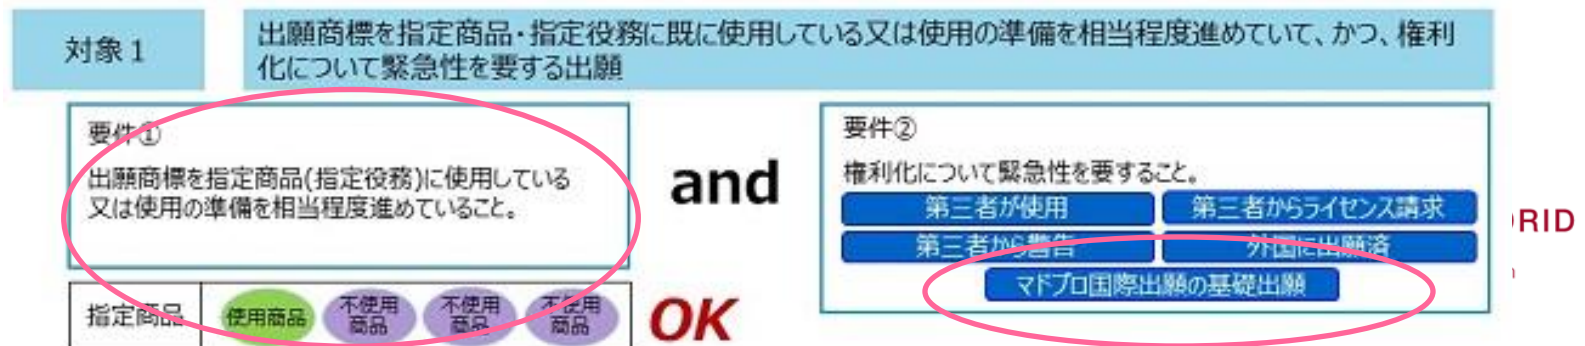 対象1
出願商標を指定商品・指定役務に既に使用している又は使用の準備を相当程度進めていて、かつ、権利
化について緊急性を要する出願
要件①
出願商標を指定商品(指定役務)に使用している
又は使用の準備を相当程度進めていること。
and
要件②
権利化について緊急性を要すること。
第三者が使用
第三者からライセンス請求
第三者から警告
外国に出願済
マドプロ国際出願の基礎出願
RID
指定商品
使用商品
不使用
商品
不使用
商品
不使用
商品
OK